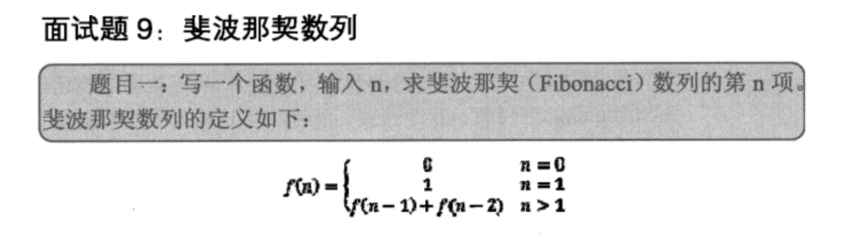 面试题 9：斐波那契数列
题目一：写一个函数，输入 n，求斐波那契（Fibonacci）数列的第 n 项。
斐波那契数列的定义如下：
0 n=0
f(n)={ 1 n=1
f(n-1)+f(n-2) n>1